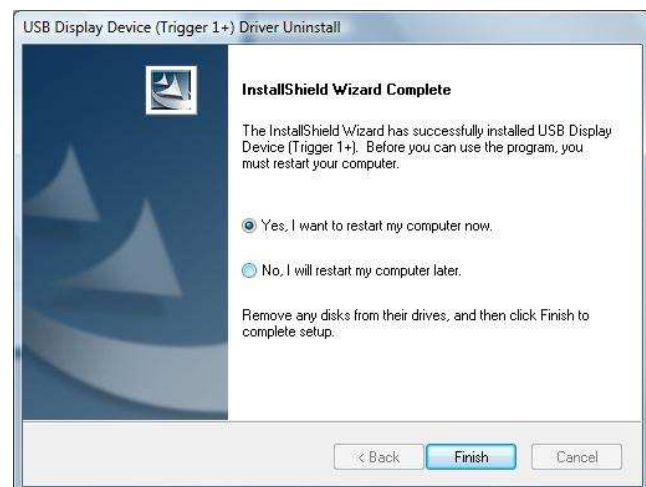 USB Display Device (Trigger 1+) Driver Uninstall
InstallShield Wizard Complete
The InstallShield Wizard has successfully installed USB Display
Device (Trigger 1+). Before you can use the program, you
must restart your computer.
Yes, I want to restart my computer now.
No, I will restart my computer later.
Remove any disks from their drives, and then click Finish to
complete setup.
< Back
Finish
Cancel